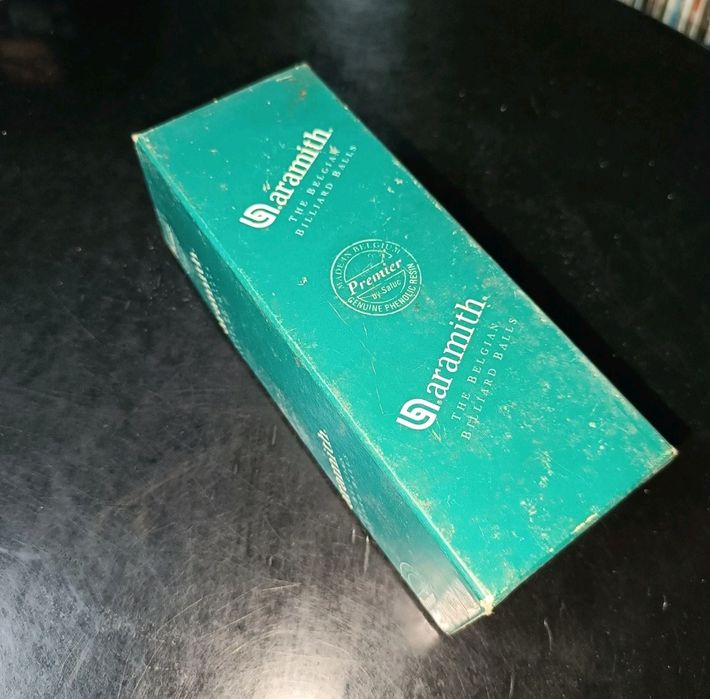 aramith®
THE BELGIAN
BILLIARD BALLS
MADE IN BELGIUM
Premier
by Saluc
GENUINE PHENOLIC RESIN
aramith®
THE BELGIAN
BILLIARD BALLS
aramith
aramith